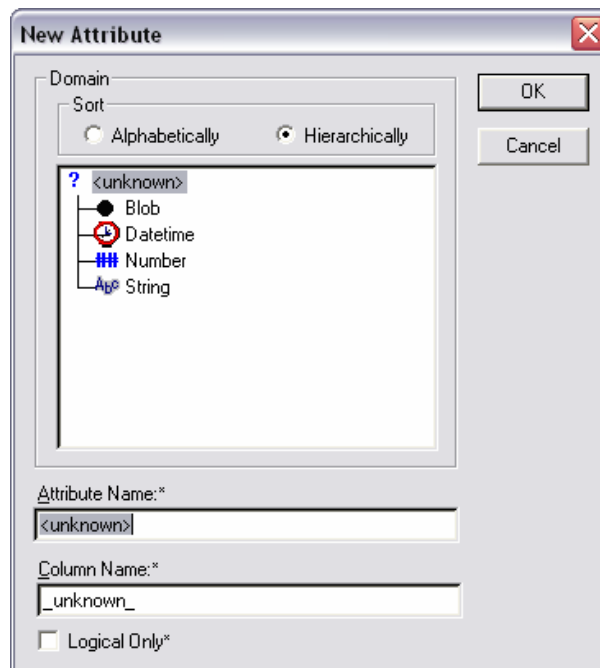 New Attribute
Domain
Sort
Alphabetically
Hierarchically
OK
Cancel
? <unknown>
Blob
Datetime
Number
Abc String
Attribute Name:*
<unknown>
Column Name:*
_unknown_
Logical Only*